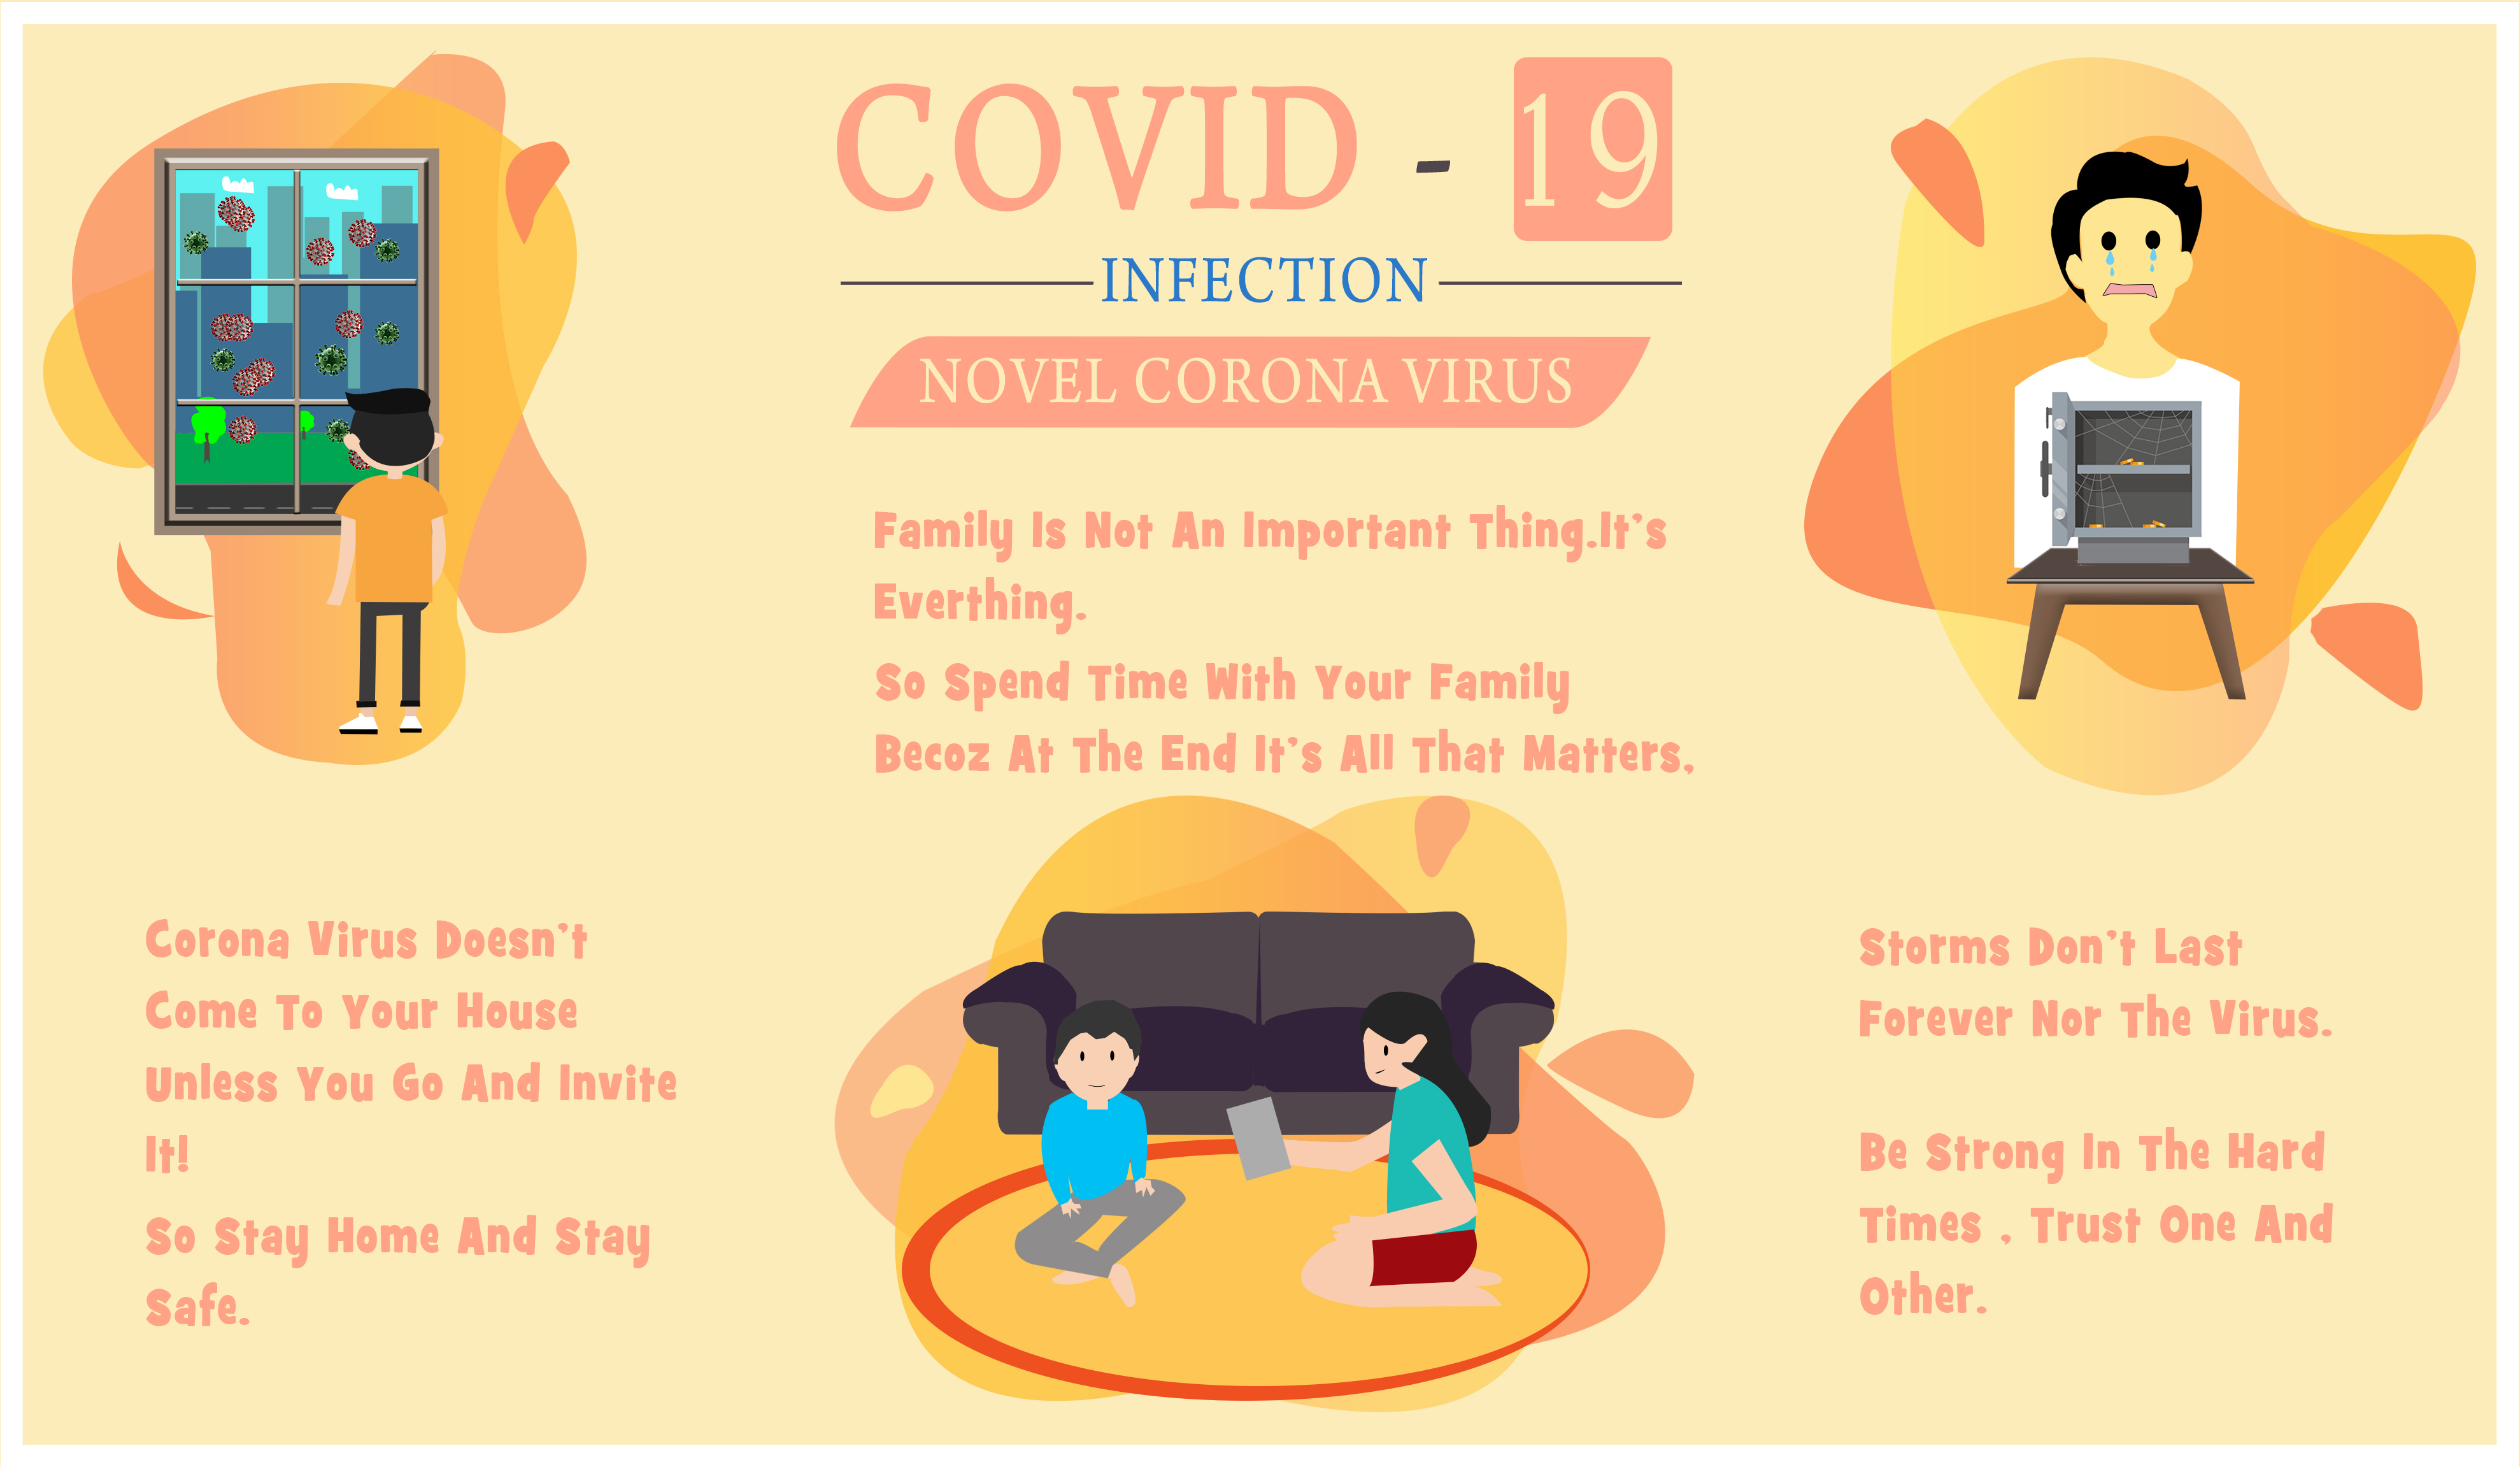 COVID - 19
INFECTION
NOVEL CORONA VIRUS
Family Is Not An Important Thing.It's
Everthing.
So Spend Time With Your Family
Becoz At The End It's All That Matters,
Corona Virus Doesn't
Come To Your House
Unless You Go And Invite
It!
So Stay Home And Stay
Safe.
Storms Don't Last
Forever Nor The Virus.
Be Strong In The Hard
Times , Trust One And
Other.